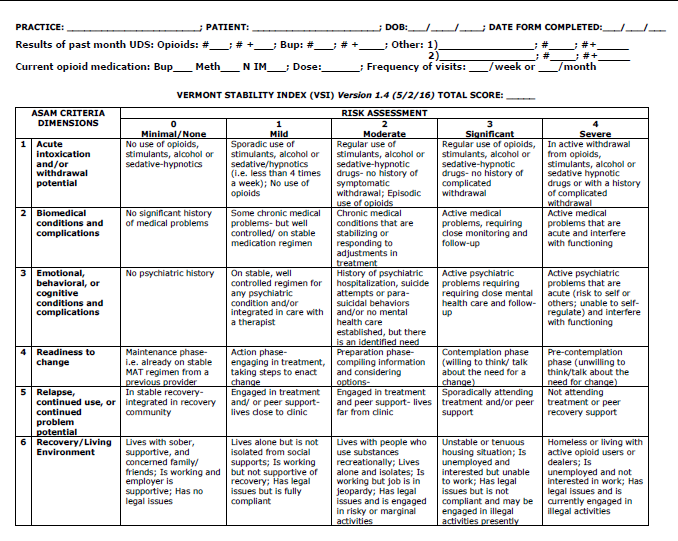 PRACTICE: ______________________; PATIENT: _____________________; DOB:___/____/____; DATE FORM COMPLETED:___/___/___
Results of past month UDS: Opioids: #___; # +___; Bup: #___; # +____; Other: 1)________________; #____; #+_____
2)________________; #____; #+_____
Current opioid medication: Bup___ Meth___ N IM___; Dose:______; Frequency of visits: ___/week or ___/month
VERMONT STABILITY INDEX (VSI) Version 1.4 (5/2/16) TOTAL SCORE: _____
ASAM CRITERIA DIMENSIONS
RISK ASSESSMENT
0 Minimal/None
1 Mild
2 Moderate
3 Significant
4 Severe
1
Acute
intoxication
and/or
withdrawal
potential
No use of opioids,
stimulants, alcohol or
sedative-hypnotics
Sporadic use of
stimulants, alcohol or
sedative/hypnotics
(i.e. less than 4 times
a week); No use of
opioids
Regular use of
stimulants, alcohol or
sedative-hypnotic
drugs- no history of
symptomatic
withdrawal; Episodic
use of opioids
Regular use of opioids,
stimulants, alcohol or
sedative-hypnotic
drugs- no history of
complicated
withdrawal
In active withdrawal
from opioids,
stimulants, alcohol or
sedative hypnotic
drugs or with a history
of complicated
withdrawal
2
Biomedical
conditions and
complications
No significant history
of medical problems
Some chronic medical
problems- but well
controlled/ on stable
medication regimen
Chronic medical
conditions that are
stabilizing or
responding to
adjustments in
treatment
Active medical
problems, requiring
close monitoring and
follow-up
Active medical
problems that are
acute and interfere
with functioning
3
Emotional,
behavioral, or
cognitive
conditions and
complications
No psychiatric history
On stable, well
controlled regimen for
any psychiatric
condition and/or
integrated in care with
a therapist
History of psychiatric
hospitalization, suicide
attempts or para-
suicidal behaviors
and/or no mental
health care
established, but there
is an identified need
Active psychiatric
problems requiring
requiring close mental
health care and follow-
up
Active psychiatric
problems that are
acute (risk to self or
others; unable to self-
regulate) and interfere
with functioning
4
Readiness to
change
Maintenance phase-
i.e. already on stable
MAT regimen from a
previous provider
Action phase-
engaging in treatment,
taking steps to enact
change
Preparation phase-
compiling information
and considering
options-
Contemplation phase
(willing to think/ talk
about the need for a
change)
Pre-contemplation
phase (unwilling to
think/talk about the
need for change)
5
Relapse,
continued use, or
continued
problem
potential
In stable recovery-
integrated in recovery
community
Engaged in treatment
and/ or peer support-
lives close to clinic
Engaged in treatment
and peer support- lives
far from clinic
Sporadically attending
treatment and/or peer
support
Not attending
treatment or peer
recovery support
6
Recovery/Living
Environment
Lives with sober,
supportive, and
concerned family/
friends; Is working and
employer is
supportive; Has no
legal issues
Lives alone but is not
isolated from social
supports; Is working
but not supportive of
recovery; Has legal
issues but is fully
compliant
Lives with people who
use substances
recreationally; Lives
alone and isolates; Is
working but job is in
jeopardy; Has legal
issues and is engaged
in risky or marginal
activities
Unstable or tenuous
housing situation; Is
unemployed and
interested but unable
to work; Has legal
issues but is not
compliant and may be
engaged in illegal
activities presently
Homeless or living with
active opioid users or
dealers; Is
unemployed and not
interested in work; Has
legal issues and is
currently engaged in
illegal activities